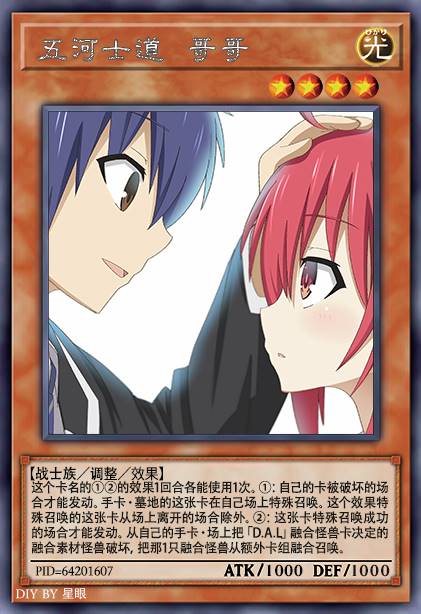 五河士道 哥哥
ひかり
光
【战士族／调整／效果】
这个卡名的①②的效果1回合各能使用1次。①：自己的卡被破坏的场
合才能发动。手卡·墓地的这张卡在自己场上特殊召唤。这个效果特
殊召唤的这张卡从场上离开的场合除外。②：这张卡特殊召唤成功
的场合才能发动。从自己的手卡·场上把「D.A.L」融合怪兽卡决定的
融合素材怪兽破坏，把那1只融合怪兽从额外卡组融合召唤。
PID=64201607
ATK/1000 DEF/1000
DIY BY 星眼